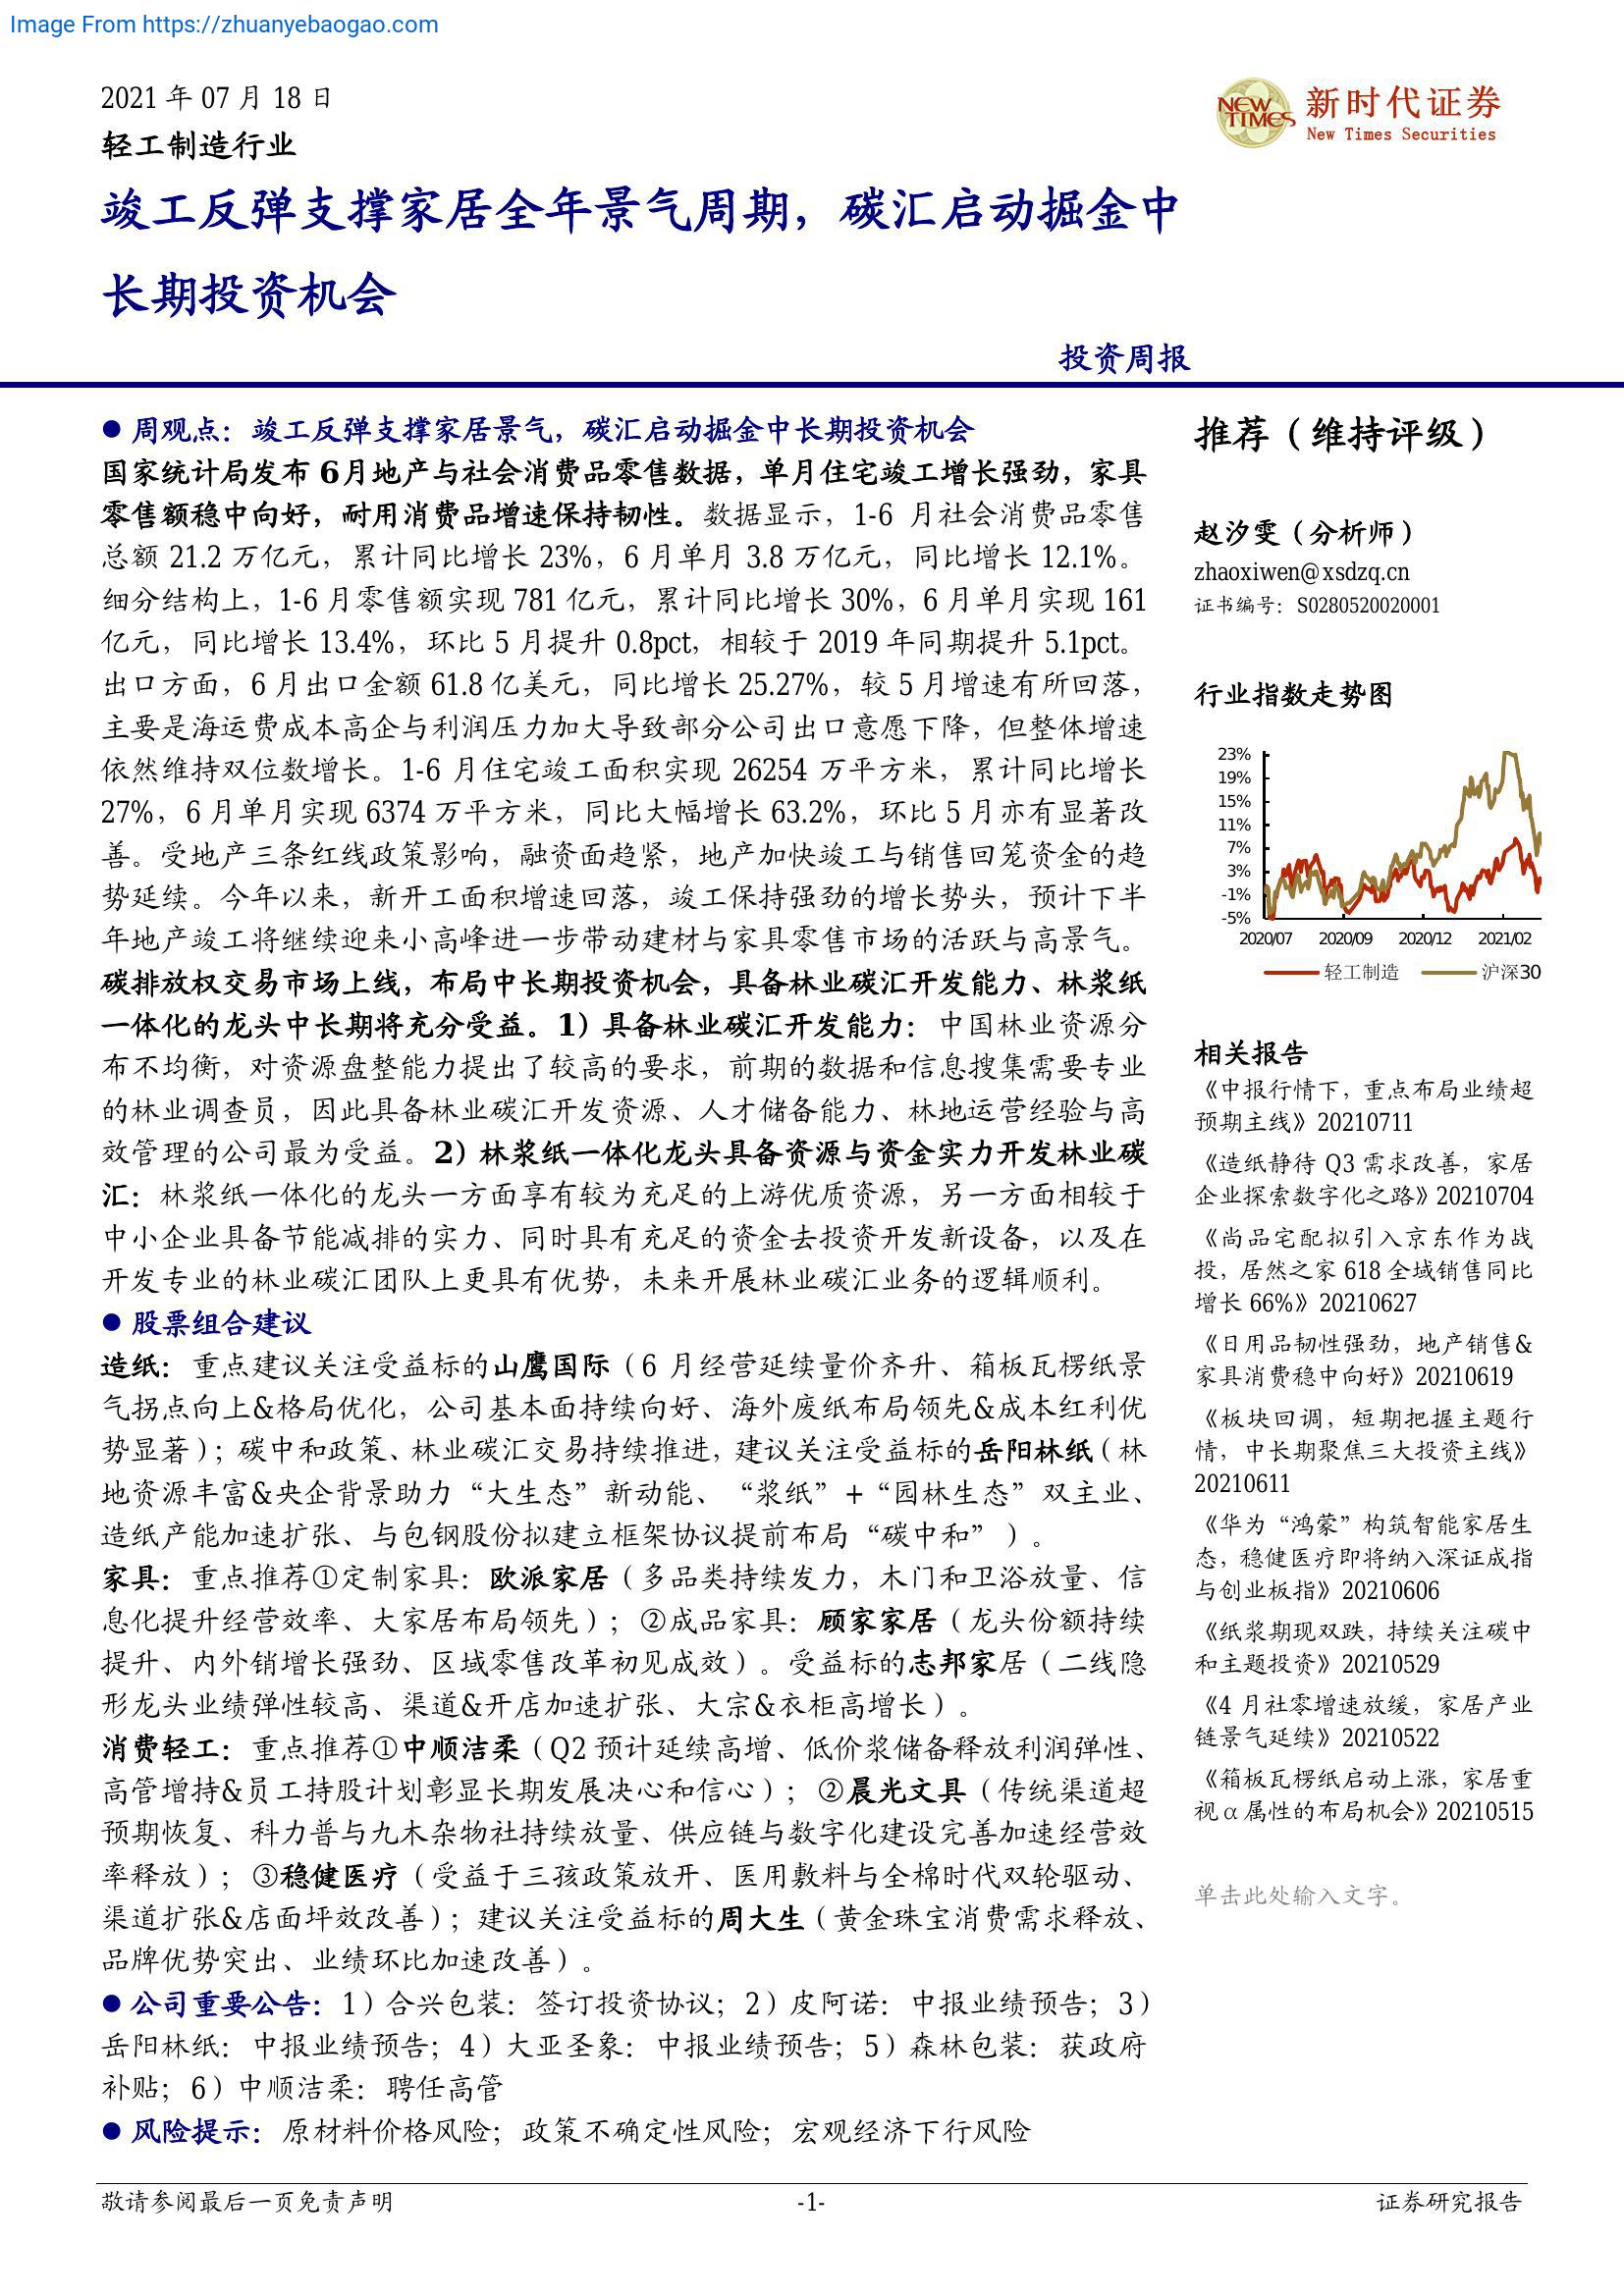 Image From https://zhuanyebaogao.com
2021 年 07 月 18 日
轻工制造行业
NEW TIMES
新时代证券
New Times Securities
竣工反弹支撑家居全年景气周期，碳汇启动掘金中
长期投资机会
投资周报
● 周观点：竣工反弹支撑家居景气，碳汇启动掘金中长期投资机会
国家统计局发布 6月地产与社会消费品零售数据，单月住宅竣工增长强劲，家具
零售额稳中向好，耐用消费品增速保持韧性。数据显示，1-6 月社会消费品零售
总额 21.2 万亿元，累计同比增长 23%，6 月单月 3.8 万亿元，同比增长 12.1%。
细分结构上，1-6 月零售额实现 781 亿元，累计同比增长 30%，6 月单月实现 161
亿元，同比增长 13.4%，环比 5 月提升 0.8pct，相较于 2019 年同期提升 5.1pct。
出口方面，6 月出口金额 61.8 亿美元，同比增长 25.27%，较 5 月增速有所回落，
主要是海运费成本高企与利润压力加大导致部分公司出口意愿下降，但整体增速
依然维持双位数增长。1-6 月住宅竣工面积实现 26254 万平方米，累计同比增长
27%，6 月单月实现 6374 万平方米，同比大幅增长 63.2%，环比 5 月亦有显著改
善。受地产三条红线政策影响，融资面趋紧，地产加快竣工与销售回笼资金的趋
势延续。今年以来，新开工面积增速回落，竣工保持强劲的增长势头，预计下半
年地产竣工将继续迎来小高峰进一步带动建材与家具零售市场的活跃与高景气。
碳排放权交易市场上线，布局中长期投资机会，具备林业碳汇开发能力、林浆纸
一体化的龙头中长期将充分受益。1）具备林业碳汇开发能力：中国林业资源分
布不均衡，对资源盘整能力提出了较高的要求，前期的数据和信息搜集需要专业
的林业调查员，因此具备林业碳汇开发资源、人才储备能力、林地运营经验与高
效管理的公司最为受益。2）林浆纸一体化龙头具备资源与资金实力开发林业碳
汇：林浆纸一体化的龙头一方面享有较为充足的上游优质资源，另一方面相较于
中小企业具备节能减排的实力、同时具有充足的资金去投资开发新设备，以及在
开发专业的林业碳汇团队上更具有优势，未来开展林业碳汇业务的逻辑顺利。
● 股票组合建议
造纸：重点建议关注受益标的山鹰国际（6 月经营延续量价齐升、箱板瓦楞纸景
气拐点向上&格局优化，公司基本面持续向好、海外废纸布局领先&成本红利优
势显著）；碳中和政策、林业碳汇交易持续推进，建议关注受益标的岳阳林纸（林
地资源丰富&央企背景助力“大生态”新动能、“浆纸”+“园林生态”双主业、
造纸产能加速扩张、与包钢股份拟建立框架协议提前布局“碳中和”）。
家具：重点推荐①定制家具：欧派家居（多品类持续发力，木门和卫浴放量、信
息化提升经营效率、大家居布局领先）；②成品家具：顾家家居（龙头份额持续
提升、内外销增长强劲、区域零售改革初见成效）。受益标的志邦家居（二线隐
形龙头业绩弹性较高、渠道&开店加速扩张、大宗&衣柜高增长）。
消费轻工：重点推荐①中顺洁柔（Q2 预计延续高增、低价浆储备释放利润弹性、
高管增持&员工持股计划彰显长期发展决心和信心）；②晨光文具（传统渠道超
预期恢复、科力普与九木杂物社持续放量、供应链与数字化建设完善加速经营效
率释放）；③稳健医疗（受益于三孩政策放开、医用敷料与全棉时代双轮驱动、
渠道扩张&店面坪效改善）；建议关注受益标的周大生（黄金珠宝消费需求释放、
品牌优势突出、业绩环比加速改善）。
● 公司重要公告：1）合兴包装：签订投资协议；2）皮阿诺：中报业绩预告；3）
岳阳林纸：中报业绩预告；4）大亚圣象：中报业绩预告；5）森林包装：获政府
补贴；6）中顺洁柔：聘任高管
● 风险提示：原材料价格风险；政策不确定性风险；宏观经济下行风险
推荐（维持评级）
赵汐雯（分析师）
zhaoxiwen@xsdzq.cn
证书编号：S0280520020001
行业指数走势图
23%
19%
15%
11%
7%
3%
-1%
-5%
2020/07 2020/09 2020/12 2021/02
轻工制造 沪深30
相关报告
《中报行情下，重点布局业绩超
预期主线》20210711
《造纸静待 Q3 需求改善，家居
企业探索数字化之路》20210704
《尚品宅配拟引入京东作为战
投，居然之家 618 全域销售同比
增长 66%》20210627
《日用品韧性强劲，地产销售&
家具消费稳中向好》20210619
《板块回调，短期把握主题行
情，中长期聚焦三大投资主线》
20210611
《华为“鸿蒙”构筑智能家居生
态，稳健医疗即将纳入深证成指
与创业板指》20210606
《纸浆期现双跌，持续关注碳中
和主题投资》20210529
《4 月社零增速放缓，家居产业
链景气延续》20210522
《箱板瓦楞纸启动上涨，家居重
视 α 属性的布局机会》20210515
单击此处输入文字。
敬请参阅最后一页免责声明
-1-
证券研究报告